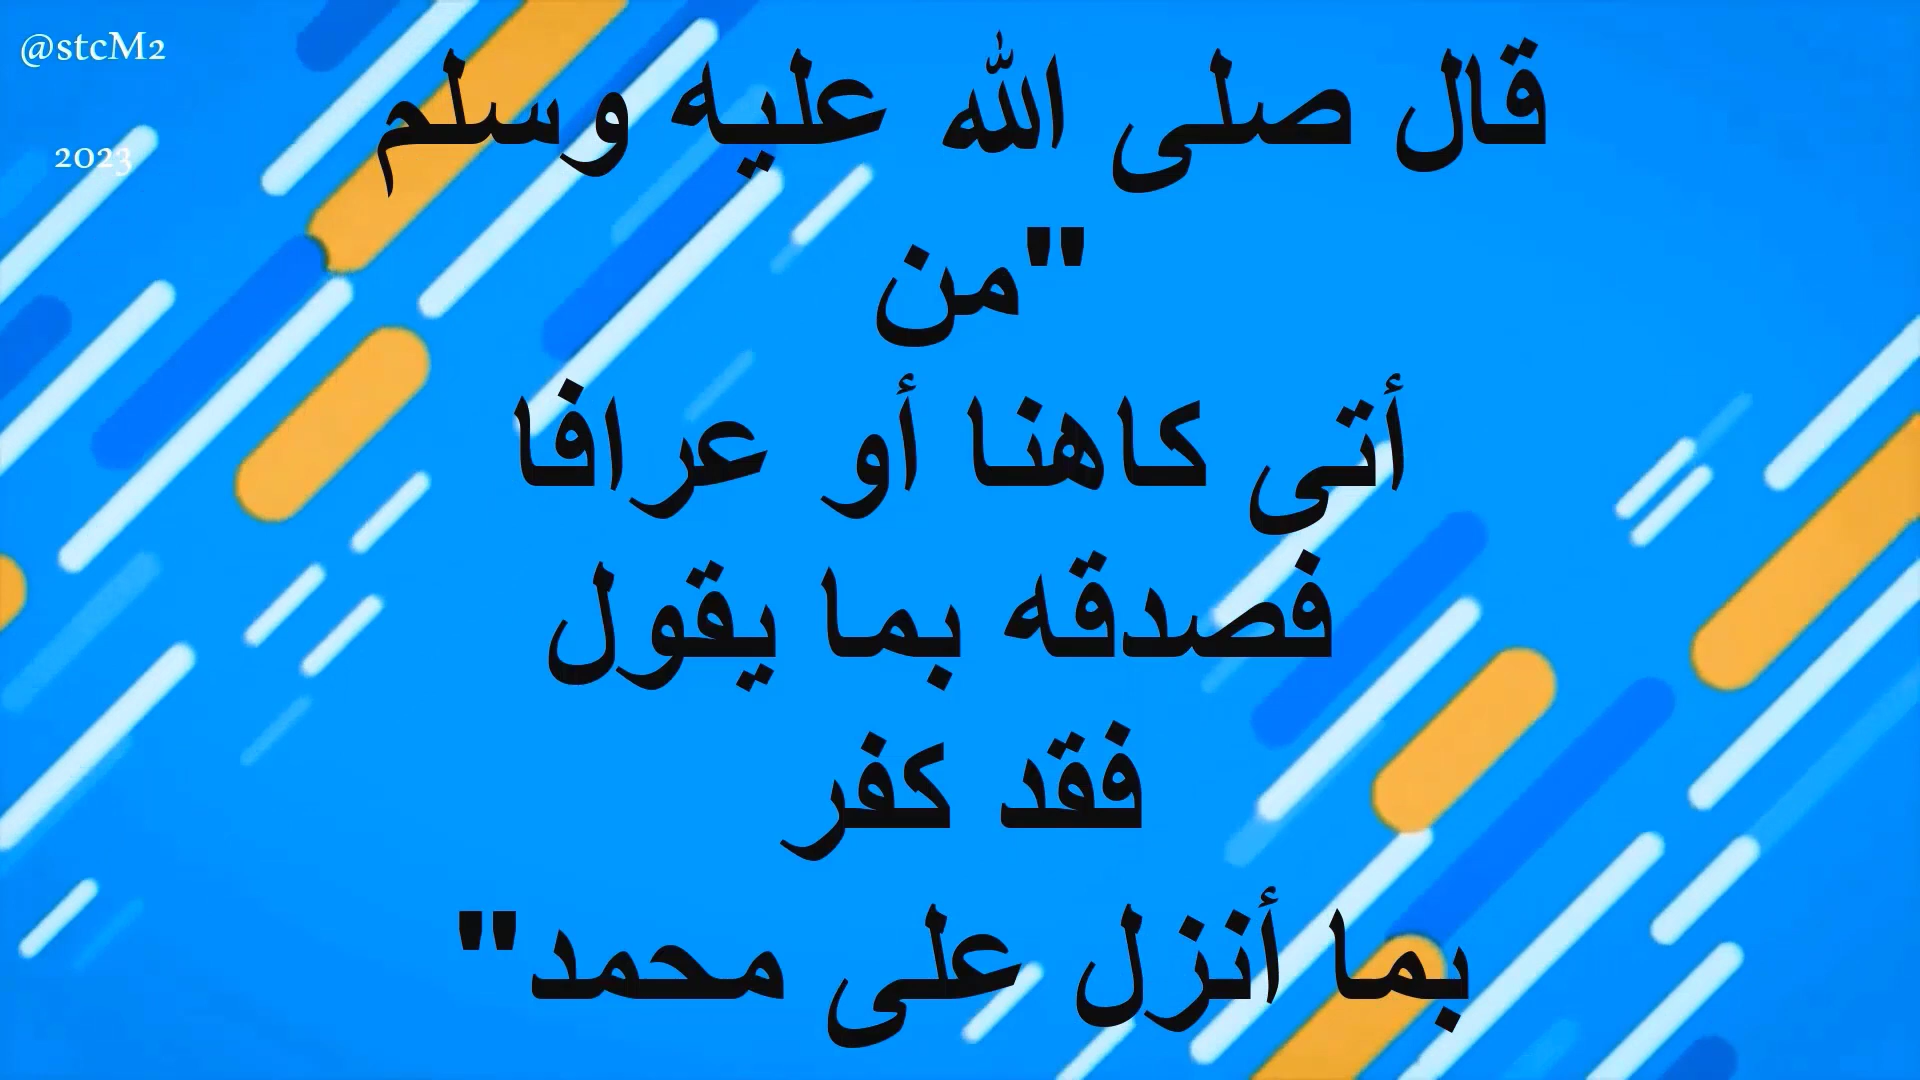 @stcM2
2023
قال صلى الله عليه وسلم
"من
أتى كاهنا أو عرافا
فصدقه بما يقول
فقد كفر
بما أنزل على محمد"